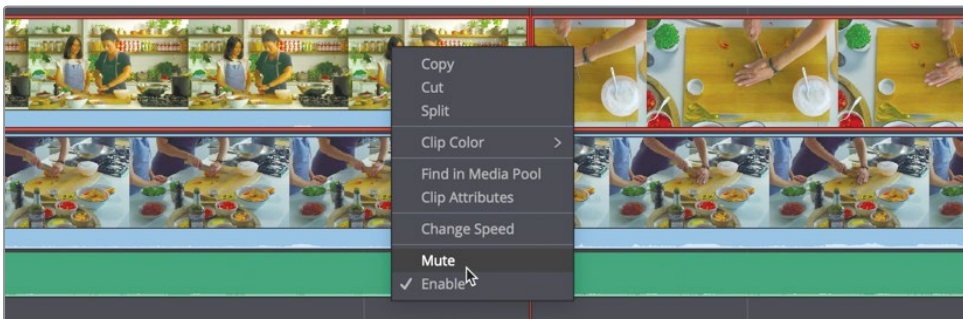 Copy
Cut
Split
Clip Color
Find in Media Pool
Clip Attributes
Change Speed
Mute
Enable